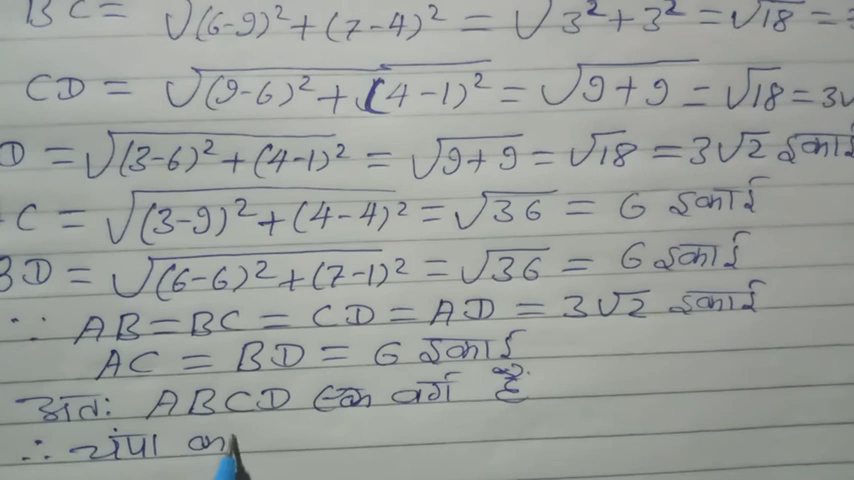 BC = √(6-9)² + (7-4)² = √3² + 3² = √18 =
CD = √(9-6)² + (4-1)² = √9+9 = √18 = 3√
D = √(3-6)² + (4-1)² = √9+9 = √18 = 3√2 इकाई
C = √(3-9)² + (4-4)² = √36 = 6 इकाई
BD = √(6-6)² + (7-1)² = √36 = 6 इकाई
∵ AB = BC = CD = AD = 3√2 इकाई
AC = BD = 6 इकाई
अतः ABCD एक वर्ग है
∴ चंपा